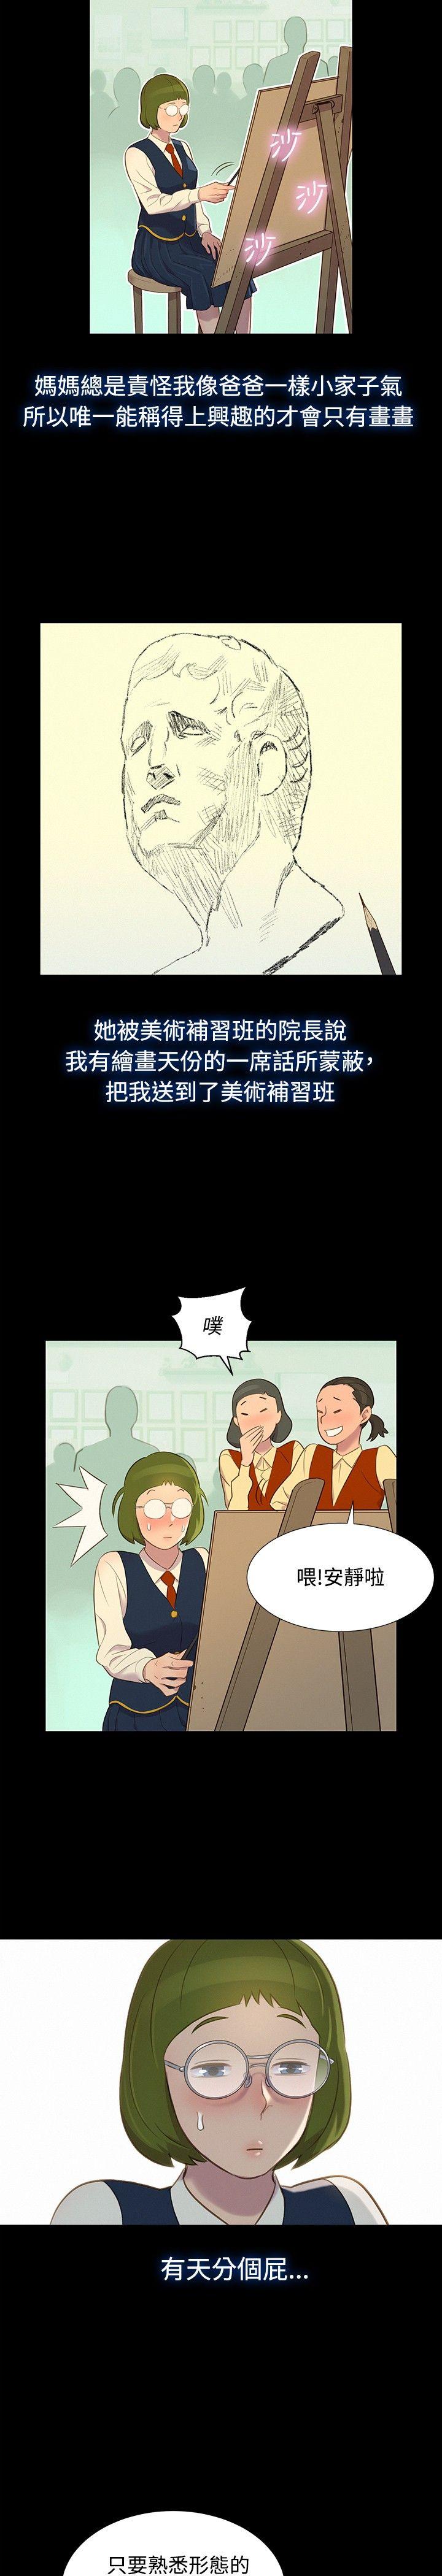 沙
沙
沙
媽媽總是責怪我像爸爸一樣小家子氣
所以唯一能稱得上興趣的才會只有畫畫
她被美術補習班的院長說
我有繪畫天份的一席話所蒙蔽，
把我送到了美術補習班
噗
喂!安靜啦
有天分個屁...
只要熟悉形態的